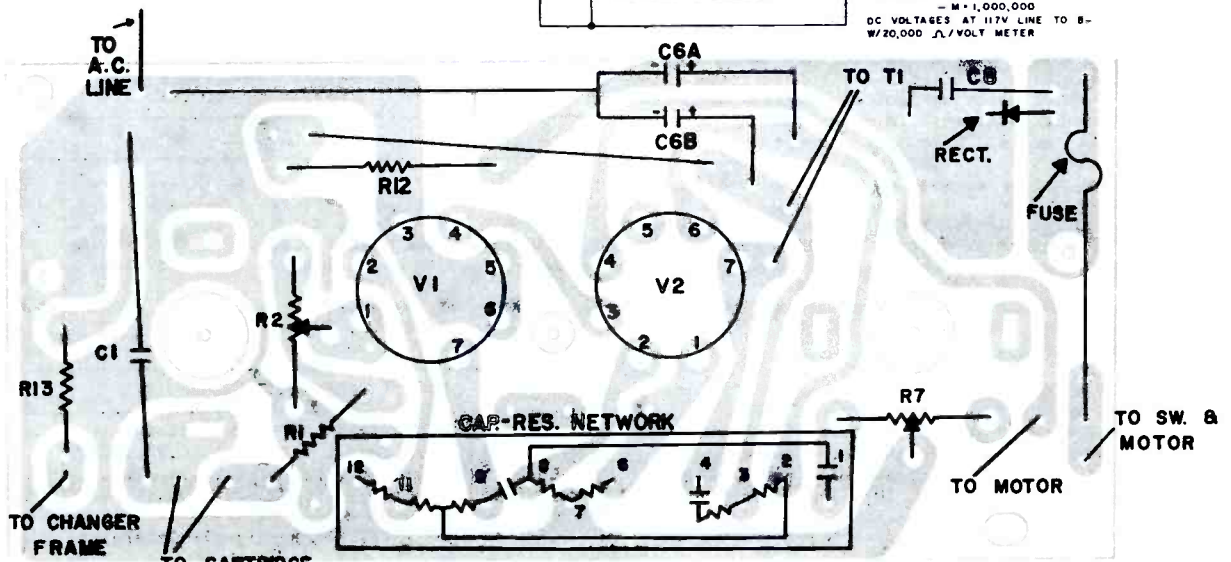 — M = 1,000,000
DC VOLTAGES AT 117V LINE TO B-
W/20,000 Ω/VOLT METER
TO
A.C.
LINE
C6A
- +
C6B
- +
TO T1
C8
RECT.
FUSE
R12
V1
1 2 3 4 5 6 7
V2
1 2 3 4 5 6 7
R2
C1
R13
R1
R7
CAP-RES. NETWORK
12 11 9 8 7 6 4 3 2 1
TO SW. &
MOTOR
TO MOTOR
TO CHANGER
FRAME
TO CARTRIDGE